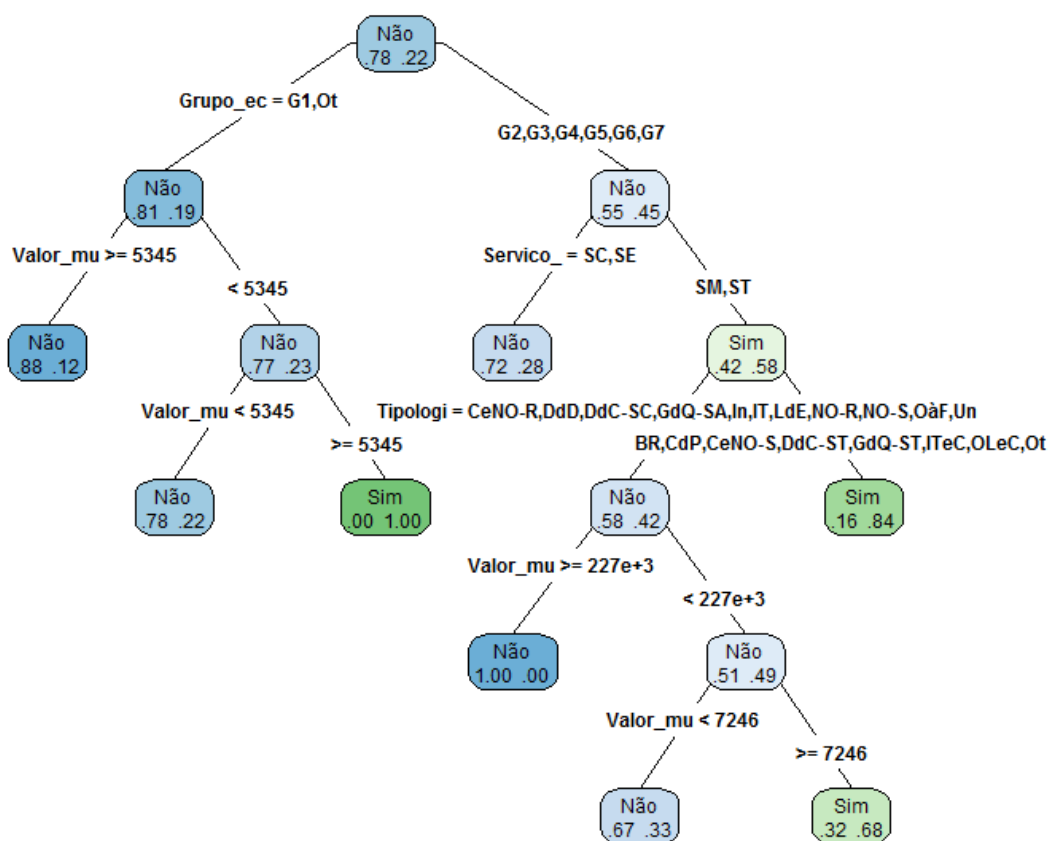 Não
.78 .22
Grupo_ec = G1,Ot
G2,G3,G4,G5,G6,G7
Não
.81 .19
Não
.55 .45
Valor_mu >= 5345
< 5345
Servico_ = SC,SE
SM,ST
Não
.88 .12
Não
.77 .23
Não
.72 .28
Sim
.42 .58
Valor_mu < 5345
>= 5345
Tipologi = CeNO-R,DdD,DdC-SC,GdQ-SA,In,IT,LdE,NO-R,NO-S,OàF,Un
BR,CdP,CeNO-S,DdC-ST,GdQ-ST,ITeC,OLeC,Ot
Não
.78 .22
Sim
.00 1.00
Não
.58 .42
Sim
.16 .84
Valor_mu >= 227e+3
< 227e+3
Não
1.00 .00
Não
.51 .49
Valor_mu < 7246
>= 7246
Não
.67 .33
Sim
.32 .68